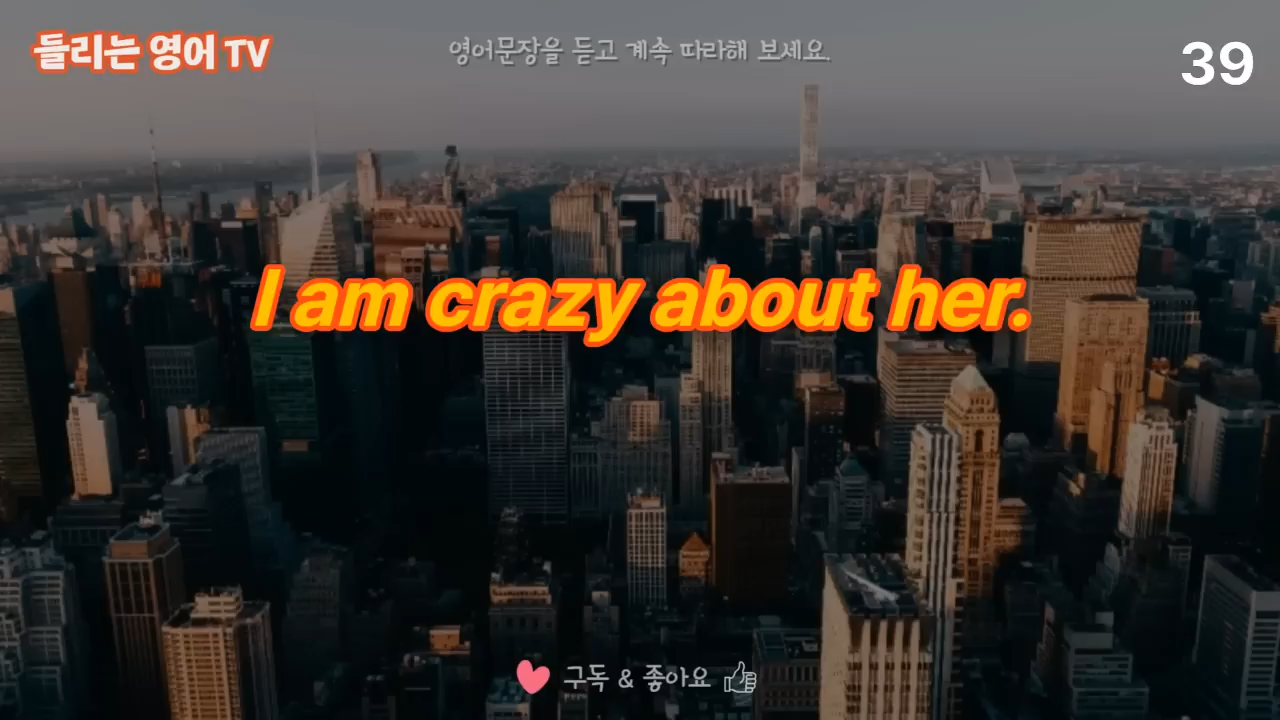 들리는 영어 TV
영어문장을 듣고 계속 따라해 보세요.
39
I am crazy about her.
구독 & 좋아요